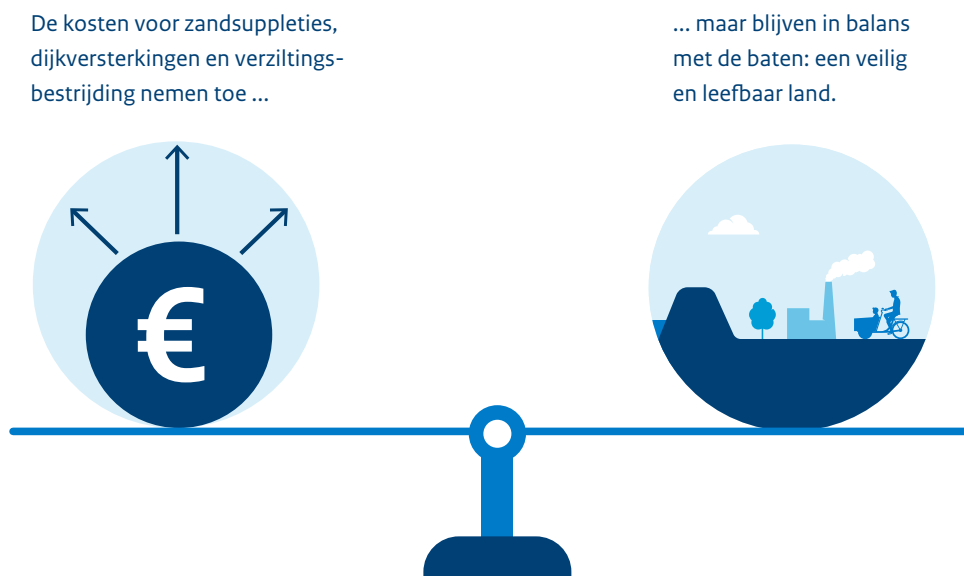 De kosten voor zandsuppleties,
dijkversterkingen en verziltings-
bestrijding nemen toe ...
... maar blijven in balans
met de baten: een veilig
en leefbaar land.
€